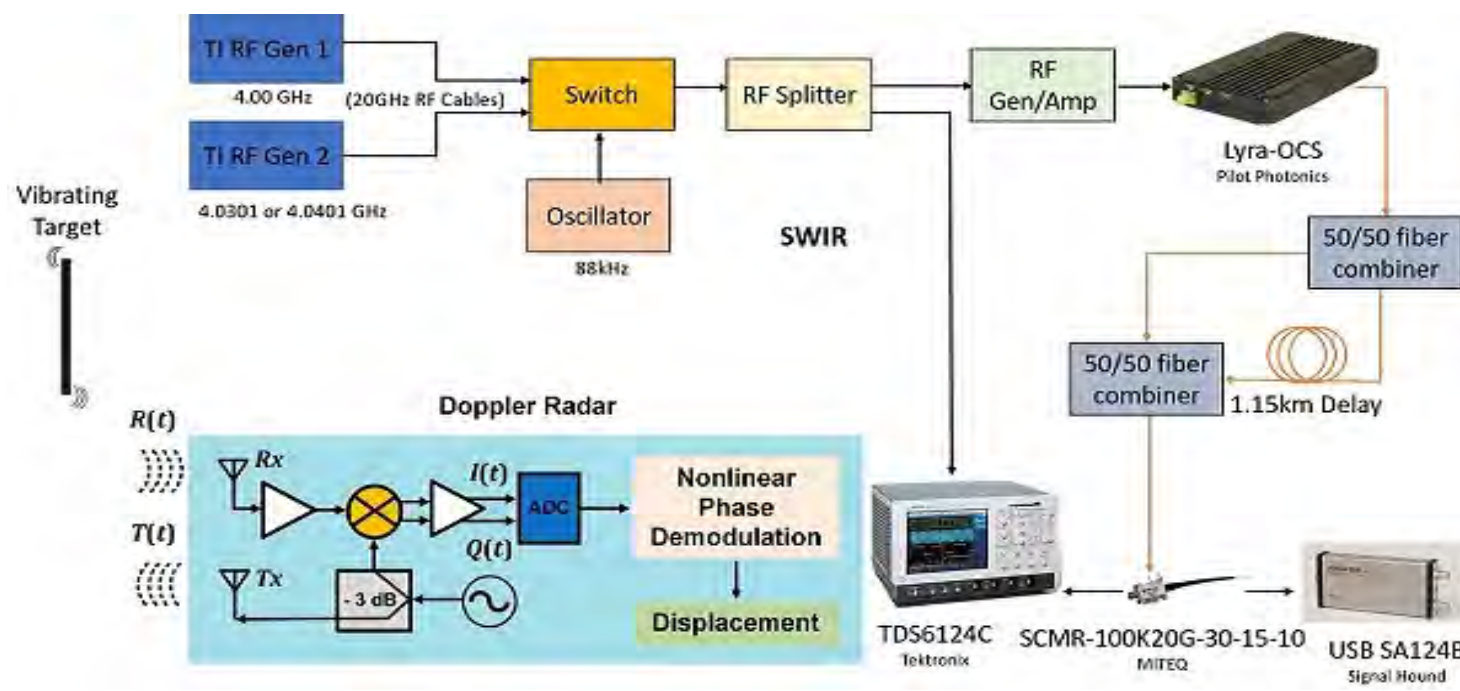 TI RF Gen 1
4.00 GHz
(20GHz RF Cables)
TI RF Gen 2
4.0301 or 4.0401 GHz
Switch
Oscillator
88kHz
RF Splitter
RF
Gen/Amp
Lyra-OCS
Pilot Photonics
SWIR
50/50 fiber
combiner
50/50 fiber
combiner
1.15km Delay
Vibrating
Target
Doppler Radar
R(t)
T(t)
Rx
Tx
I(t)
Q(t)
ADC
- 3 dB
Nonlinear
Phase
Demodulation
Displacement
TDS6124C
Tektronix
SCMR-100K20G-30-15-10
MITEQ
USB SA124B
Signal Hound